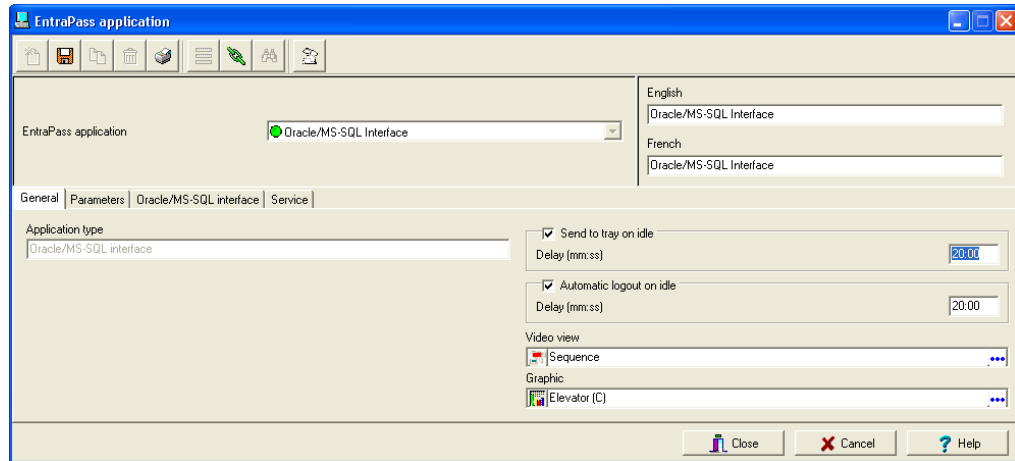 EntraPass application
English
Oracle/MS-SQL Interface
EntraPass application
Oracle/MS-SQL Interface
French
Oracle/MS-SQL Interface
General Parameters Oracle/MS-SQL interface Service
Application type
Oracle/MS-SQL interface
Send to tray on idle
Delay (mm:ss) 20:00
Automatic logout on idle
Delay (mm:ss) 20:00
Video view
Sequence
Graphic
Elevator (C)
Close Cancel ? Help